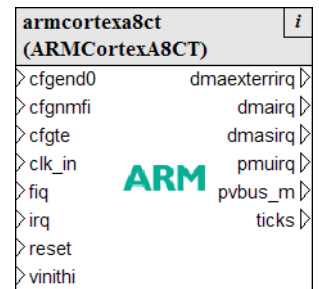 armcortexa8ct i
(ARMCortexA8CT)
cfgend0 dmaexterrirq
cfgnmfi dmairq
cfgte dmasirq
clk_in pmuirq
fiq ARM pvbus_m
irq ticks
reset
vinithi